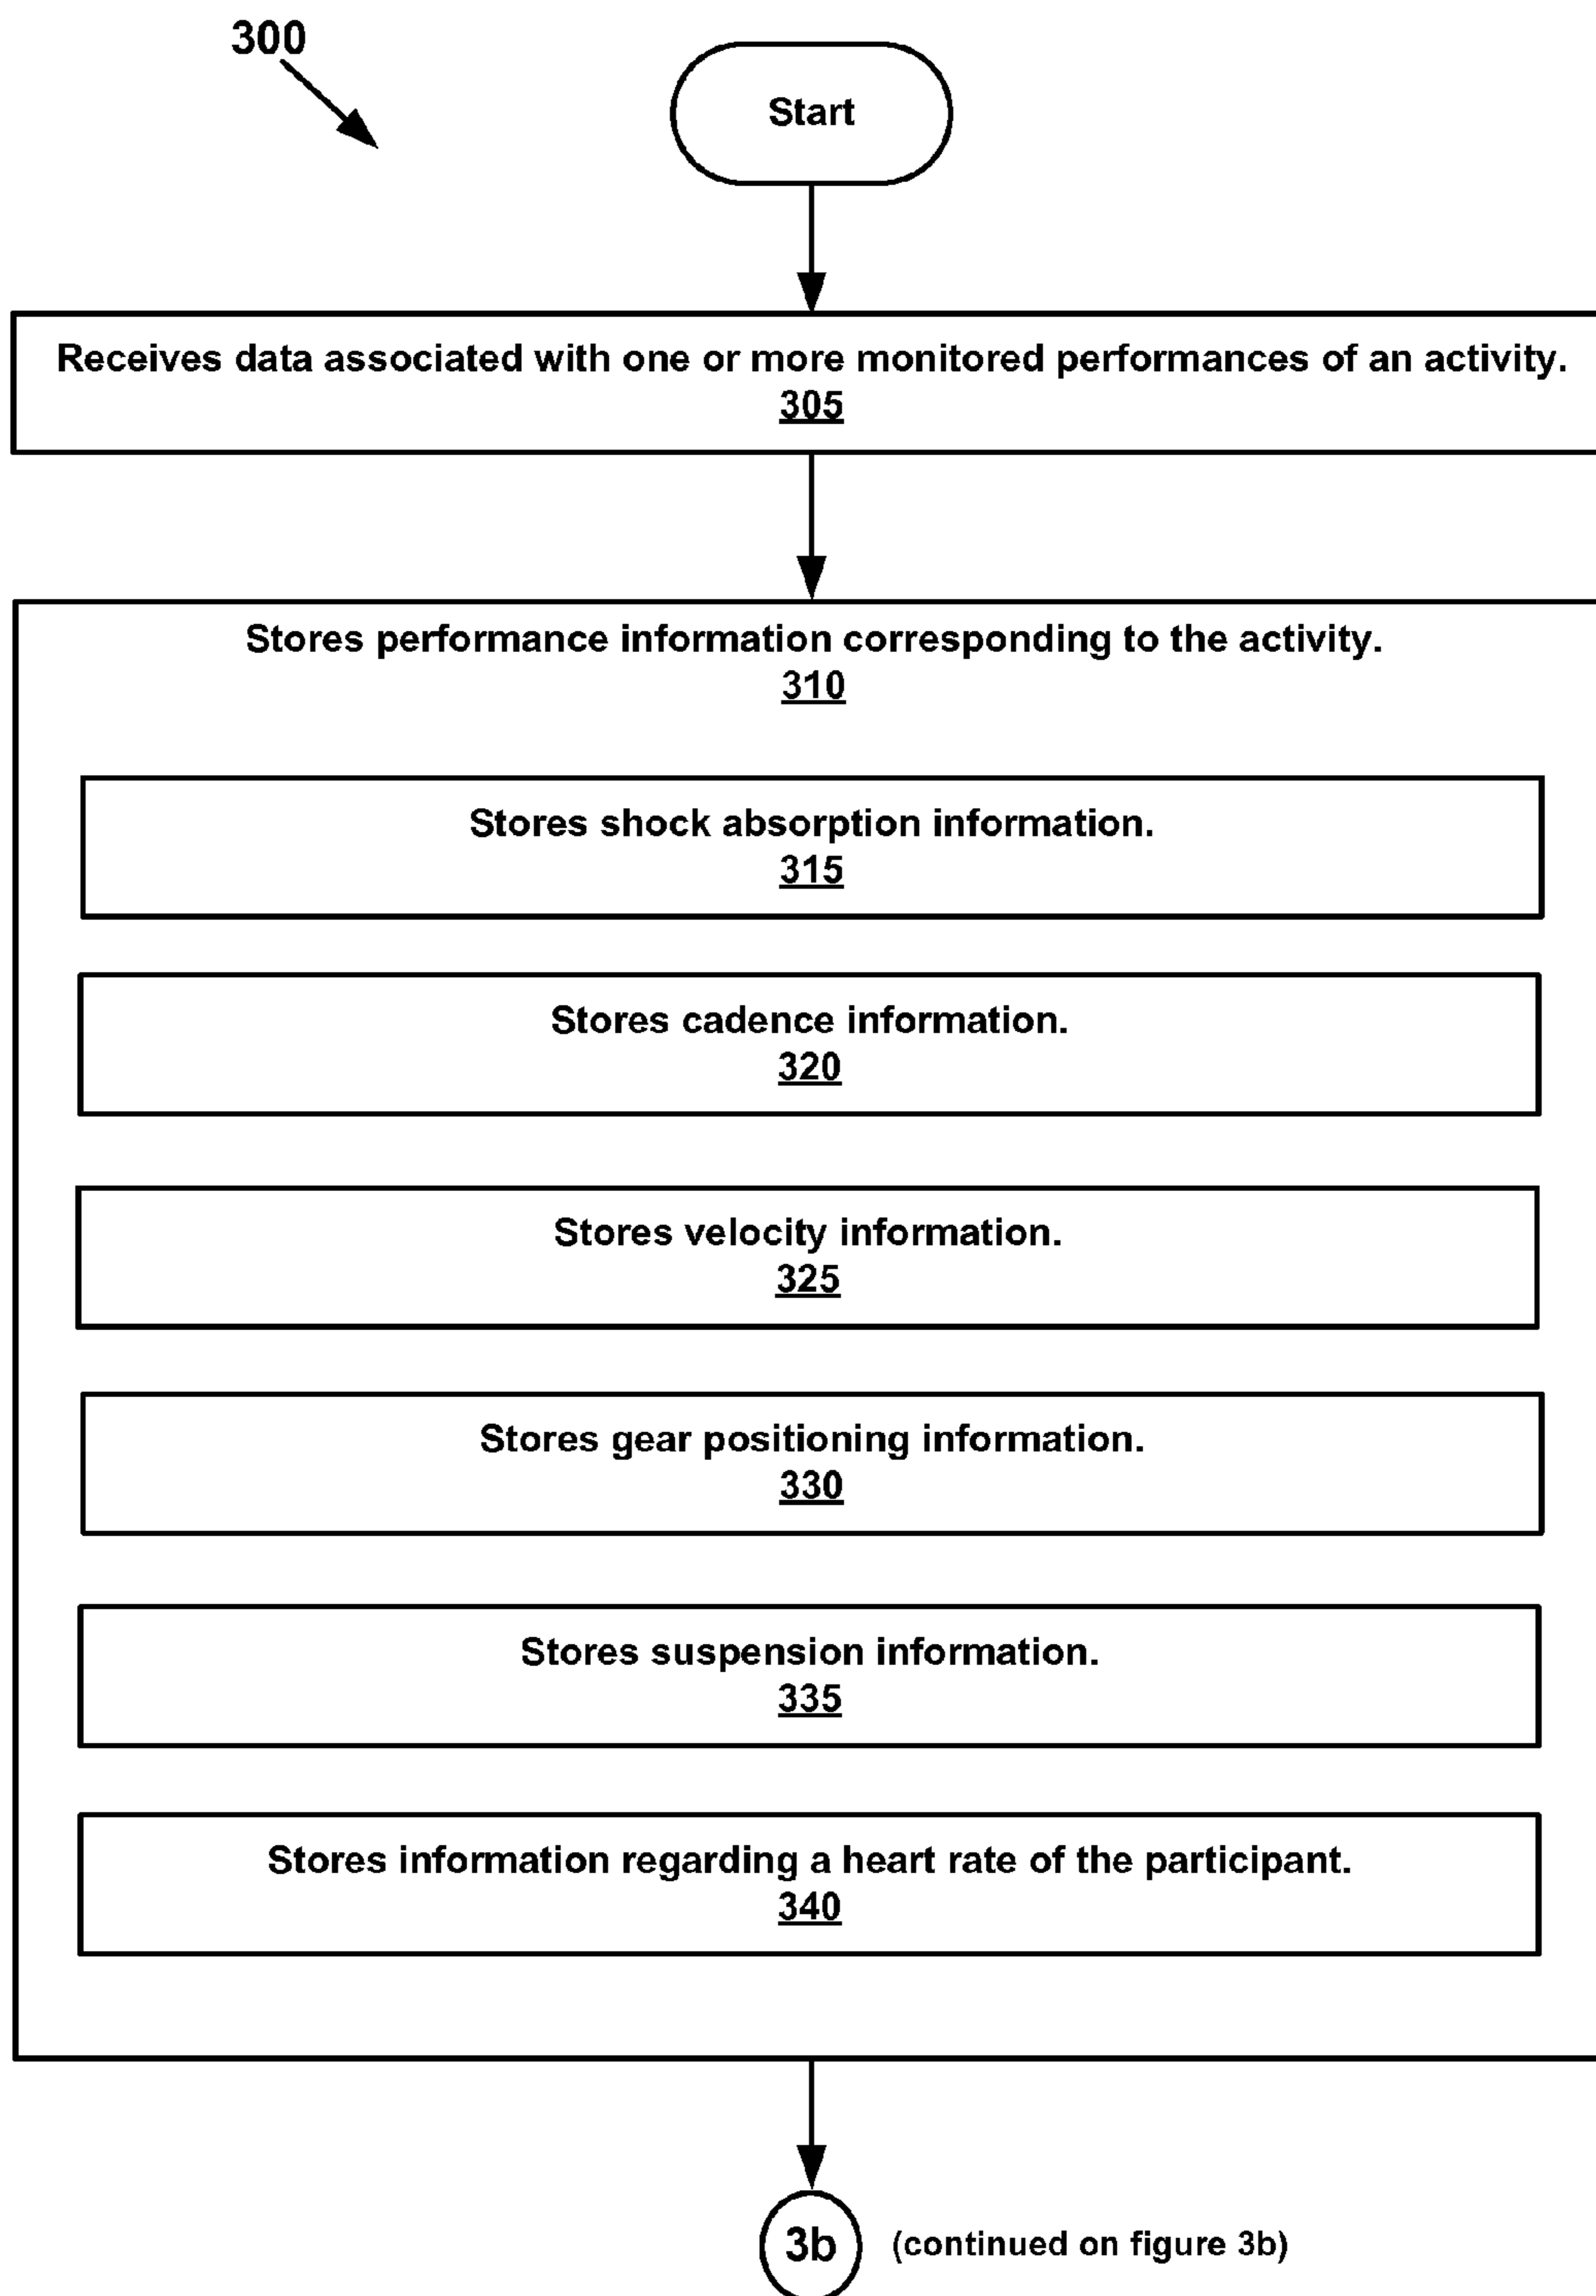 300
Start
Receives data associated with one or more monitored performances of an activity.
305
Stores performance information corresponding to the activity.
310
Stores shock absorption information.
315
Stores cadence information.
320
Stores velocity information.
325
Stores gear positioning information.
330
Stores suspension information.
335
Stores information regarding a heart rate of the participant.
340
3b (continued on figure 3b)